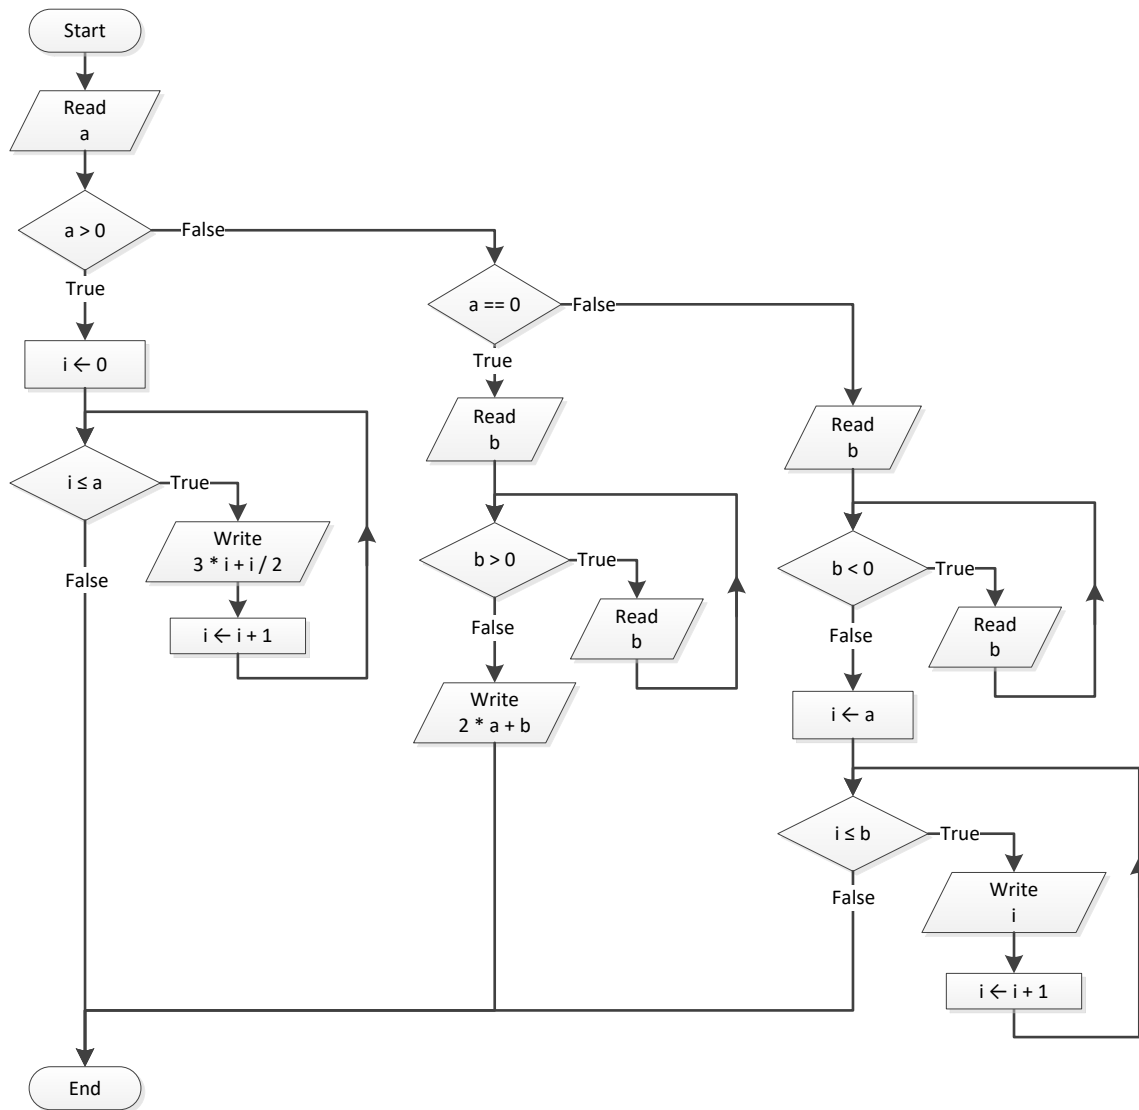 Start
Read
a
a > 0
False
True
a == 0
False
True
i ← 0
Read
b
Read
b
i ≤ a
True
False
Write
3 * i + i / 2
i ← i + 1
b > 0
True
False
Read
b
Write
2 * a + b
b < 0
True
False
Read
b
i ← a
i ≤ b
True
False
Write
i
i ← i + 1
End